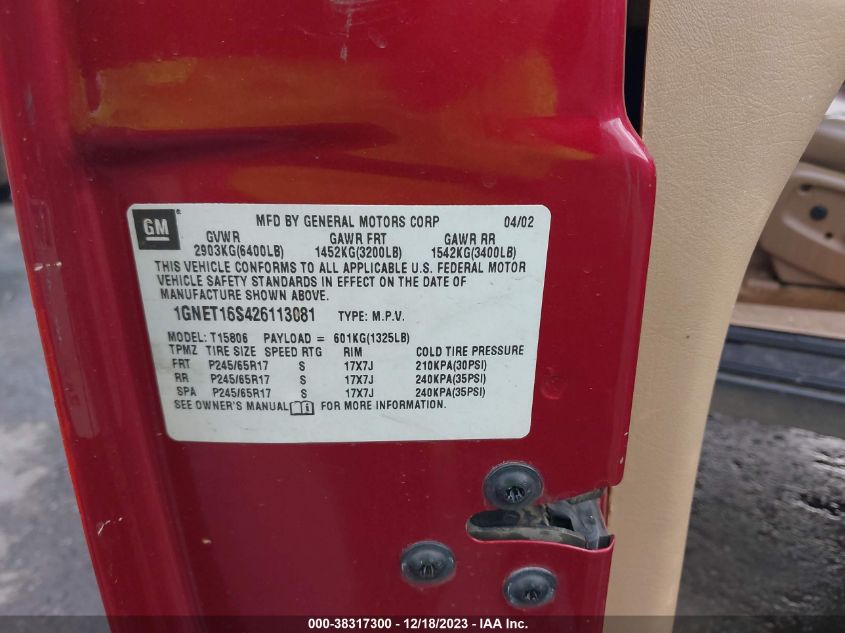 GM MFD BY GENERAL MOTORS CORP 04/02
GVWR GAWR FRT GAWR RR
2903KG(6400LB) 1452KG(3200LB) 1542KG(3400LB)
THIS VEHICLE CONFORMS TO ALL APPLICABLE U.S. FEDERAL MOTOR
VEHICLE SAFETY STANDARDS IN EFFECT ON THE DATE OF
MANUFACTURE SHOWN ABOVE.
1GNET16S426113081 TYPE: M.P.V.
MODEL: T15806 PAYLOAD = 601KG(1325LB)
TPMZ TIRE SIZE SPEED RTG RIM COLD TIRE PRESSURE
FRT P245/65R17 S 17X7J 210KPA(30PSI)
RR P245/65R17 S 17X7J 240KPA(35PSI)
SPA P245/65R17 S 17X7J 240KPA(35PSI)
SEE OWNER'S MANUAL FOR MORE INFORMATION.
000-38317300 - 12/18/2023 - IAA Inc.